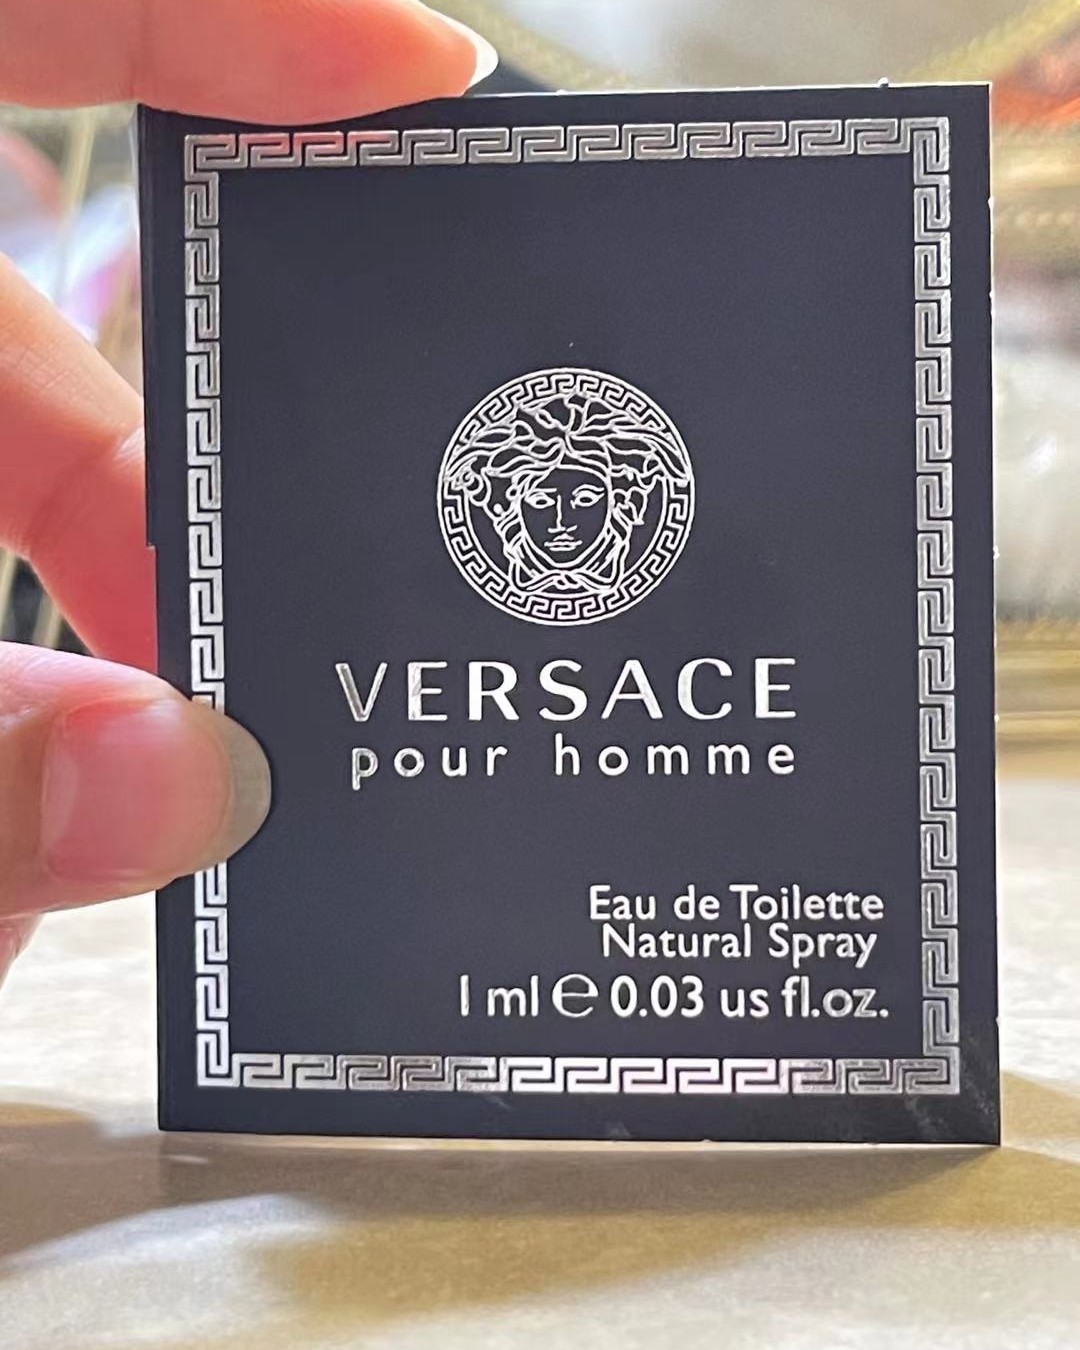 VERSACE
pour homme
Eau de Toilette
Natural Spray
1 ml ℮ 0.03 us fl.oz.